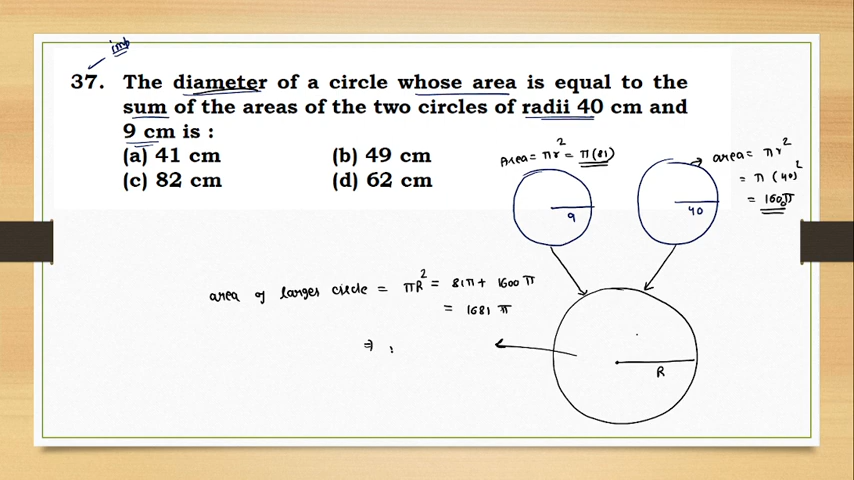 imp
37. The diameter of a circle whose area is equal to the
sum of the areas of the two circles of radii 40 cm and
9 cm is :
(a) 41 cm (b) 49 cm
(c) 82 cm (d) 62 cm
Area = πr² = π(81)
area = πr²
= π (40)²
= 1600π
9
40
area of larger circle = πR² = 81π + 1600 π
= 1681 π
⇒
R